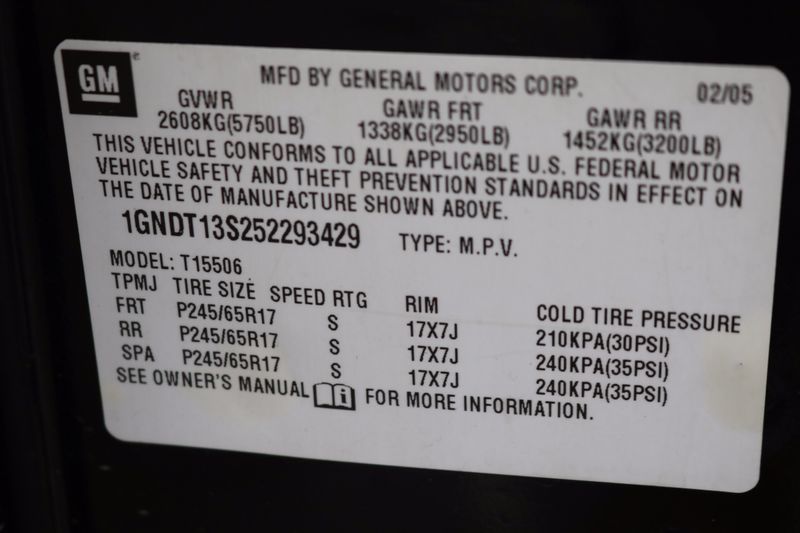 GM
MFD BY GENERAL MOTORS CORP. 02/05
GVWR GAWR FRT GAWR RR
2608KG(5750LB) 1338KG(2950LB) 1452KG(3200LB)
THIS VEHICLE CONFORMS TO ALL APPLICABLE U.S. FEDERAL MOTOR
VEHICLE SAFETY AND THEFT PREVENTION STANDARDS IN EFFECT ON
THE DATE OF MANUFACTURE SHOWN ABOVE.
1GNDT13S252293429 TYPE: M.P.V.
MODEL: T15506
TPMJ TIRE SIZE SPEED RTG RIM COLD TIRE PRESSURE
FRT P245/65R17 S 17X7J 210KPA(30PSI)
RR P245/65R17 S 17X7J 240KPA(35PSI)
SPA P245/65R17 S 17X7J 240KPA(35PSI)
SEE OWNER'S MANUAL i FOR MORE INFORMATION.